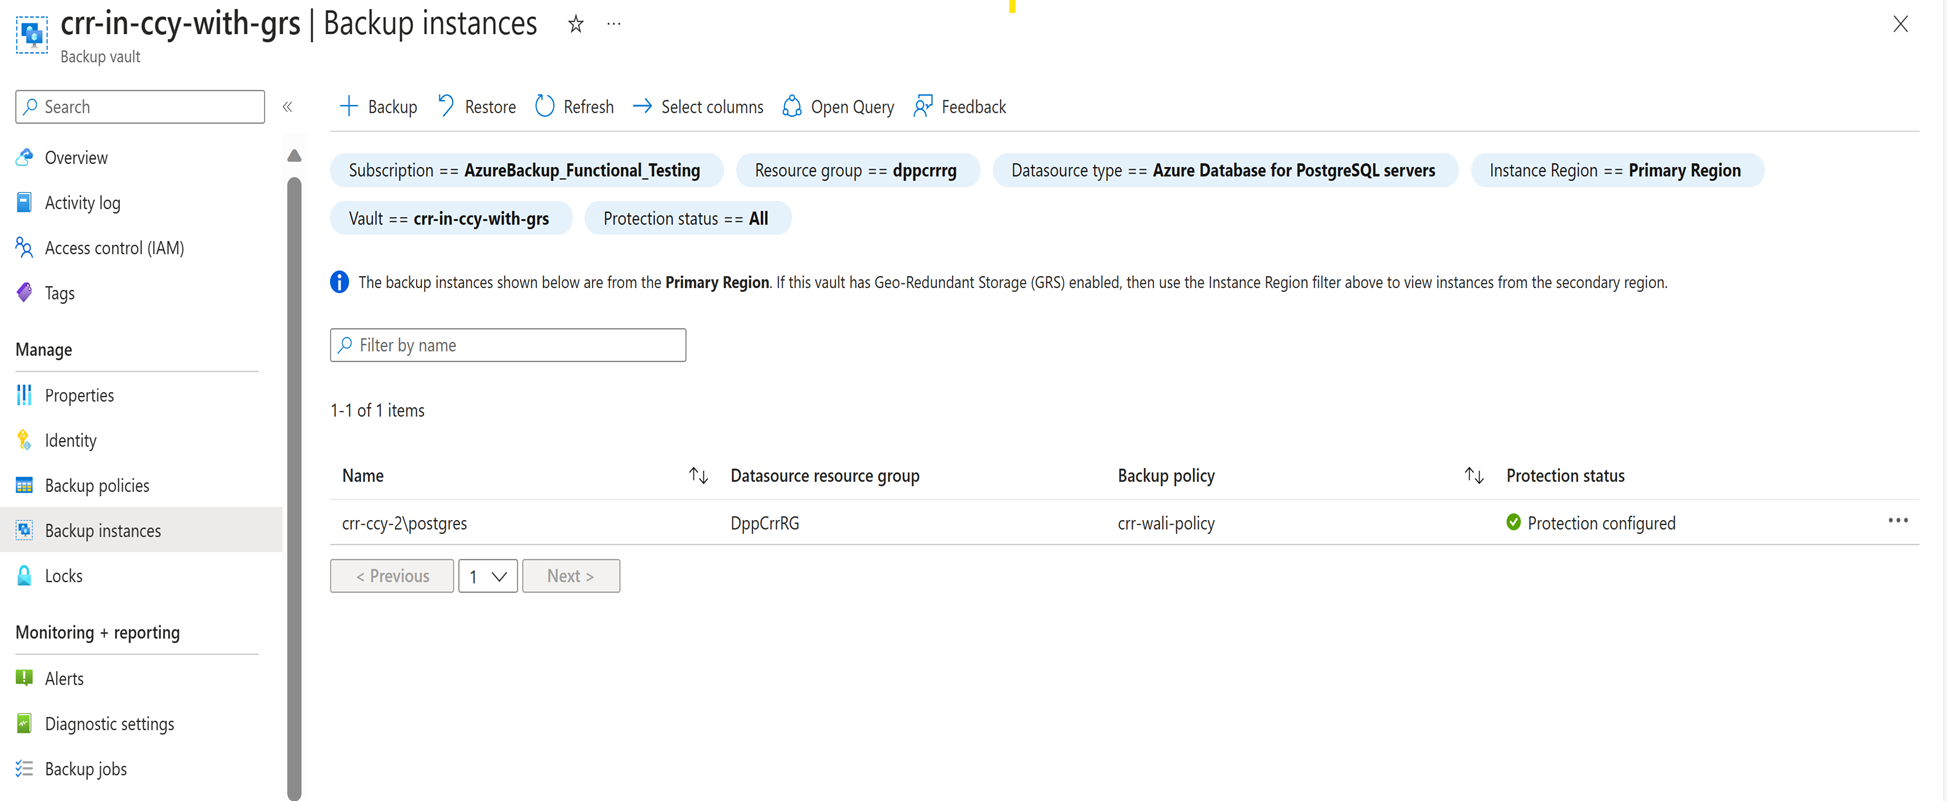 crr-in-ccy-with-grs | Backup instances
Backup vault
Search
Overview
Activity log
Access control (IAM)
Tags
Manage
Properties
Identity
Backup policies
Backup instances
Locks
Monitoring + reporting
Alerts
Diagnostic settings
Backup jobs
Backup Restore Refresh Select columns Open Query Feedback
Subscription == AzureBackup_Functional_Testing Resource group == dppcrrrg Datasource type == Azure Database for PostgreSQL servers Instance Region == Primary Region
Vault == crr-in-ccy-with-grs Protection status == All
The backup instances shown below are from the Primary Region. If this vault has Geo-Redundant Storage (GRS) enabled, then use the Instance Region filter above to view instances from the secondary region.
Filter by name
1-1 of 1 items
Name Datasource resource group Backup policy Protection status
crr-ccy-2\postgres DppCrrRG crr-wali-policy Protection configured
< Previous 1 Next >